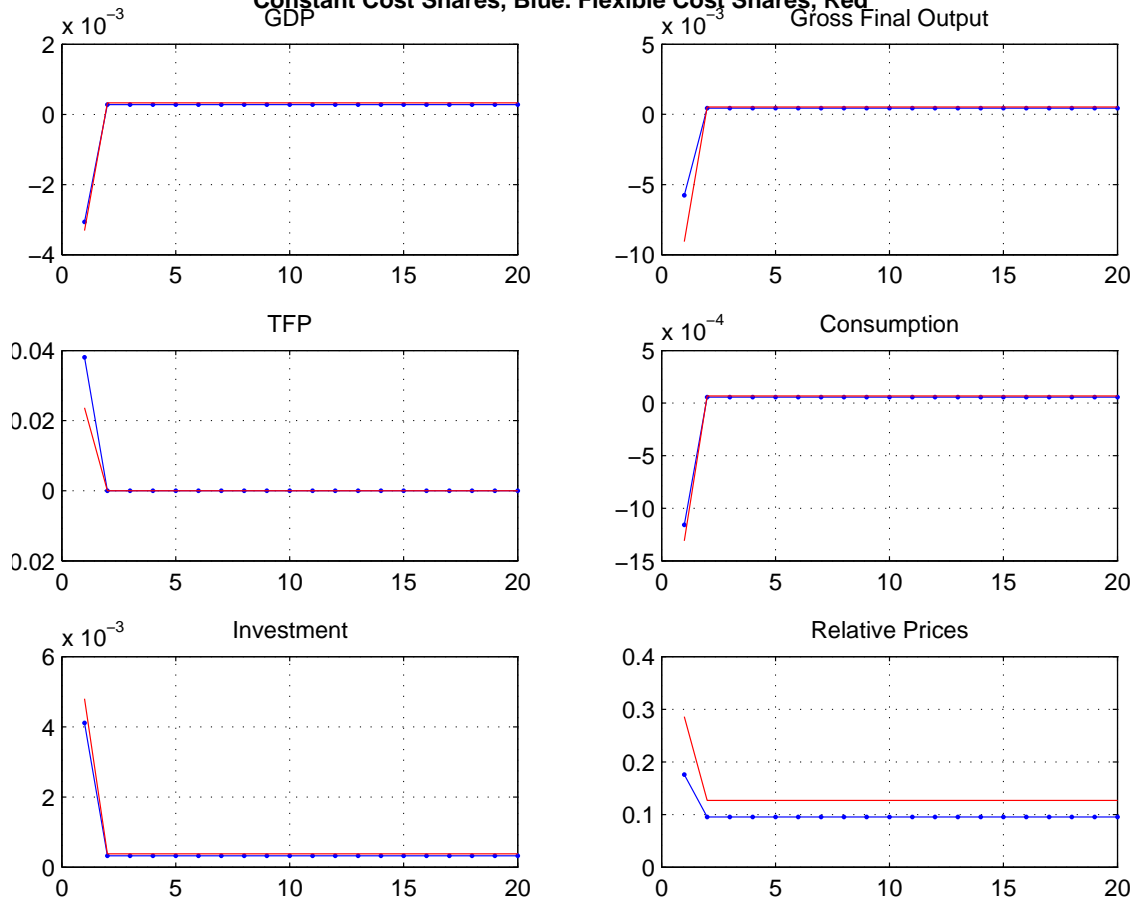 Constant Cost Shares, Blue. Flexible Cost Shares, Red
x 10−3 GDP
2
0
−2
−4
0 5 10 15 20
x 10−3 Gross Final Output
5
0
−5
−10
0 5 10 15 20
TFP
0.04
0.02
0
0.02
0 5 10 15 20
x 10−4 Consumption
5
0
−5
−10
−15
0 5 10 15 20
x 10−3 Investment
6
4
2
0
0 5 10 15 20
Relative Prices
0.4
0.3
0.2
0.1
0
0 5 10 15 20